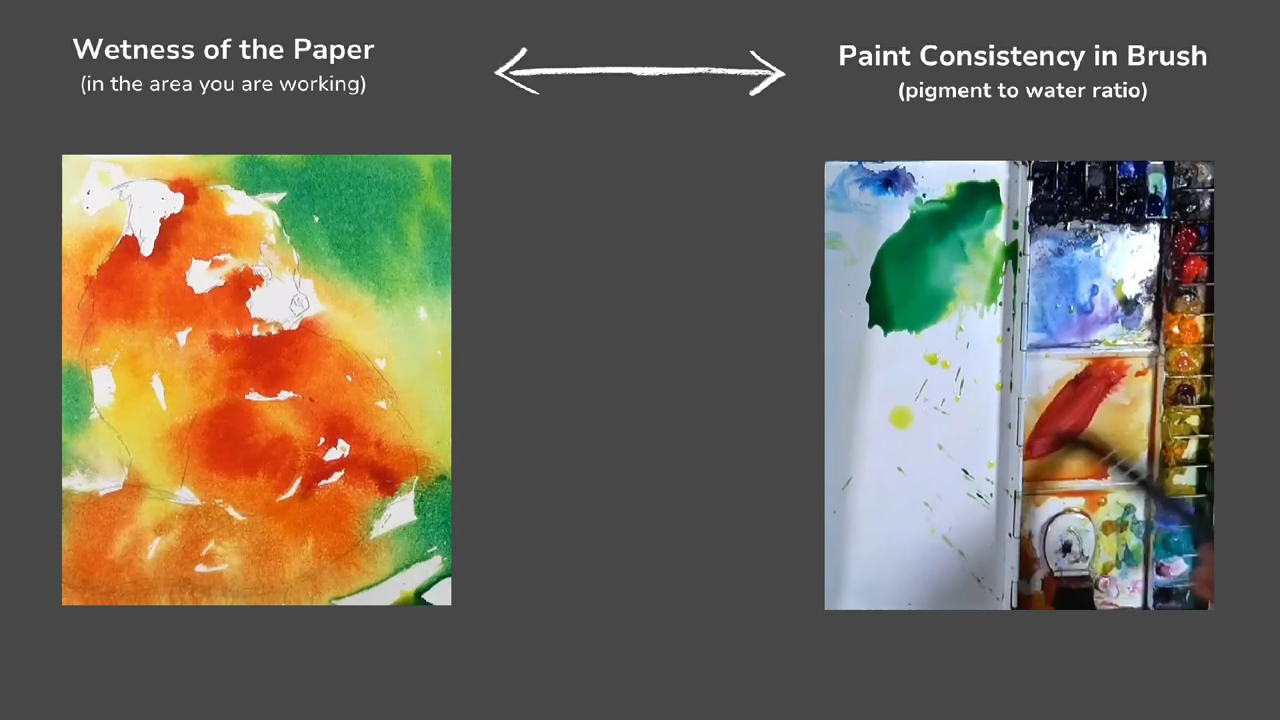 Wetness of the Paper
(in the area you are working)
Paint Consistency in Brush
(pigment to water ratio)